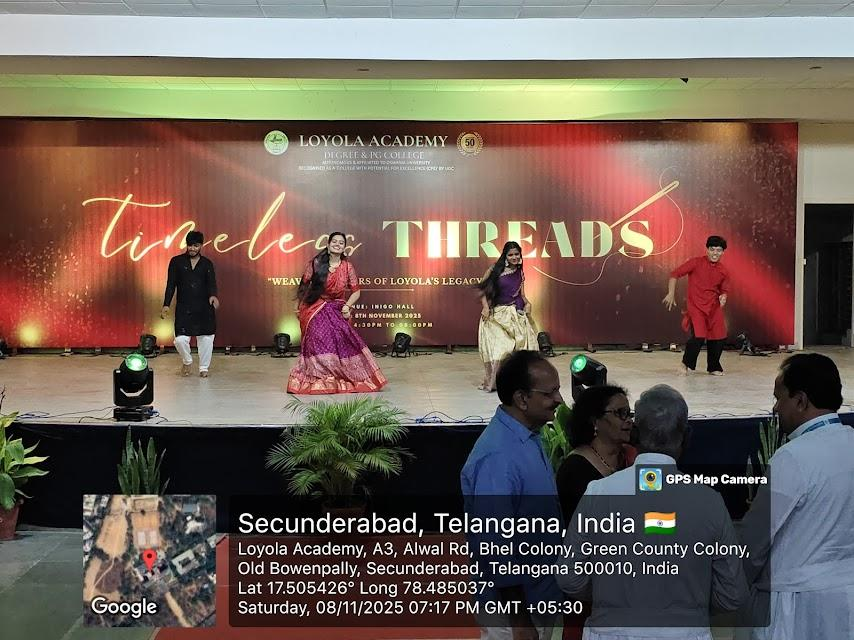 LOYOLA ACADEMY
50
DEGREE & PG COLLEGE
AUTONOMOUS & AFFILIATED TO OSMANIA UNIVERSITY
RECOGNISED AS A 'COLLEGE WITH POTENTIAL FOR EXCELLENCE (CPE)' BY UGC
Timeless THREADS
"WEAV RS OF LOYOLA'S LEGACY
NUE: INIGO HALL
8TH NOVEMBER 2025
4:30PM TO 08:00PM
GPS Map Camera
Secunderabad, Telangana, India 🇮🇳
Loyola Academy, A3, Alwal Rd, Bhel Colony, Green County Colony,
Old Bowenpally, Secunderabad, Telangana 500010, India
Lat 17.505426° Long 78.485037°
Saturday, 08/11/2025 07:17 PM GMT +05:30
Google